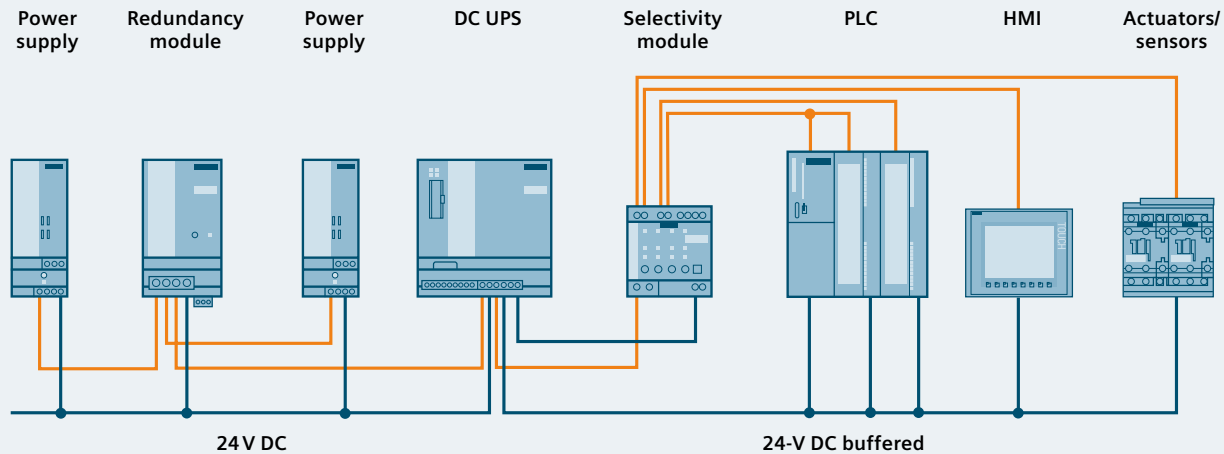 Power
supply
Redundancy
module
Power
supply
DC UPS
Selectivity
module
PLC
HMI
Actuators/
sensors
TOUCH
24 V DC
24-V DC buffered